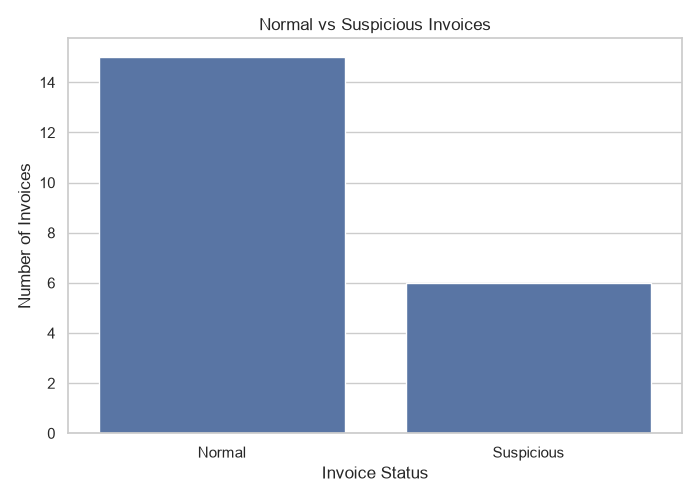 Normal vs Suspicious Invoices
Number of Invoices
14
12
10
8
6
4
2
0
Normal
Suspicious
Invoice Status